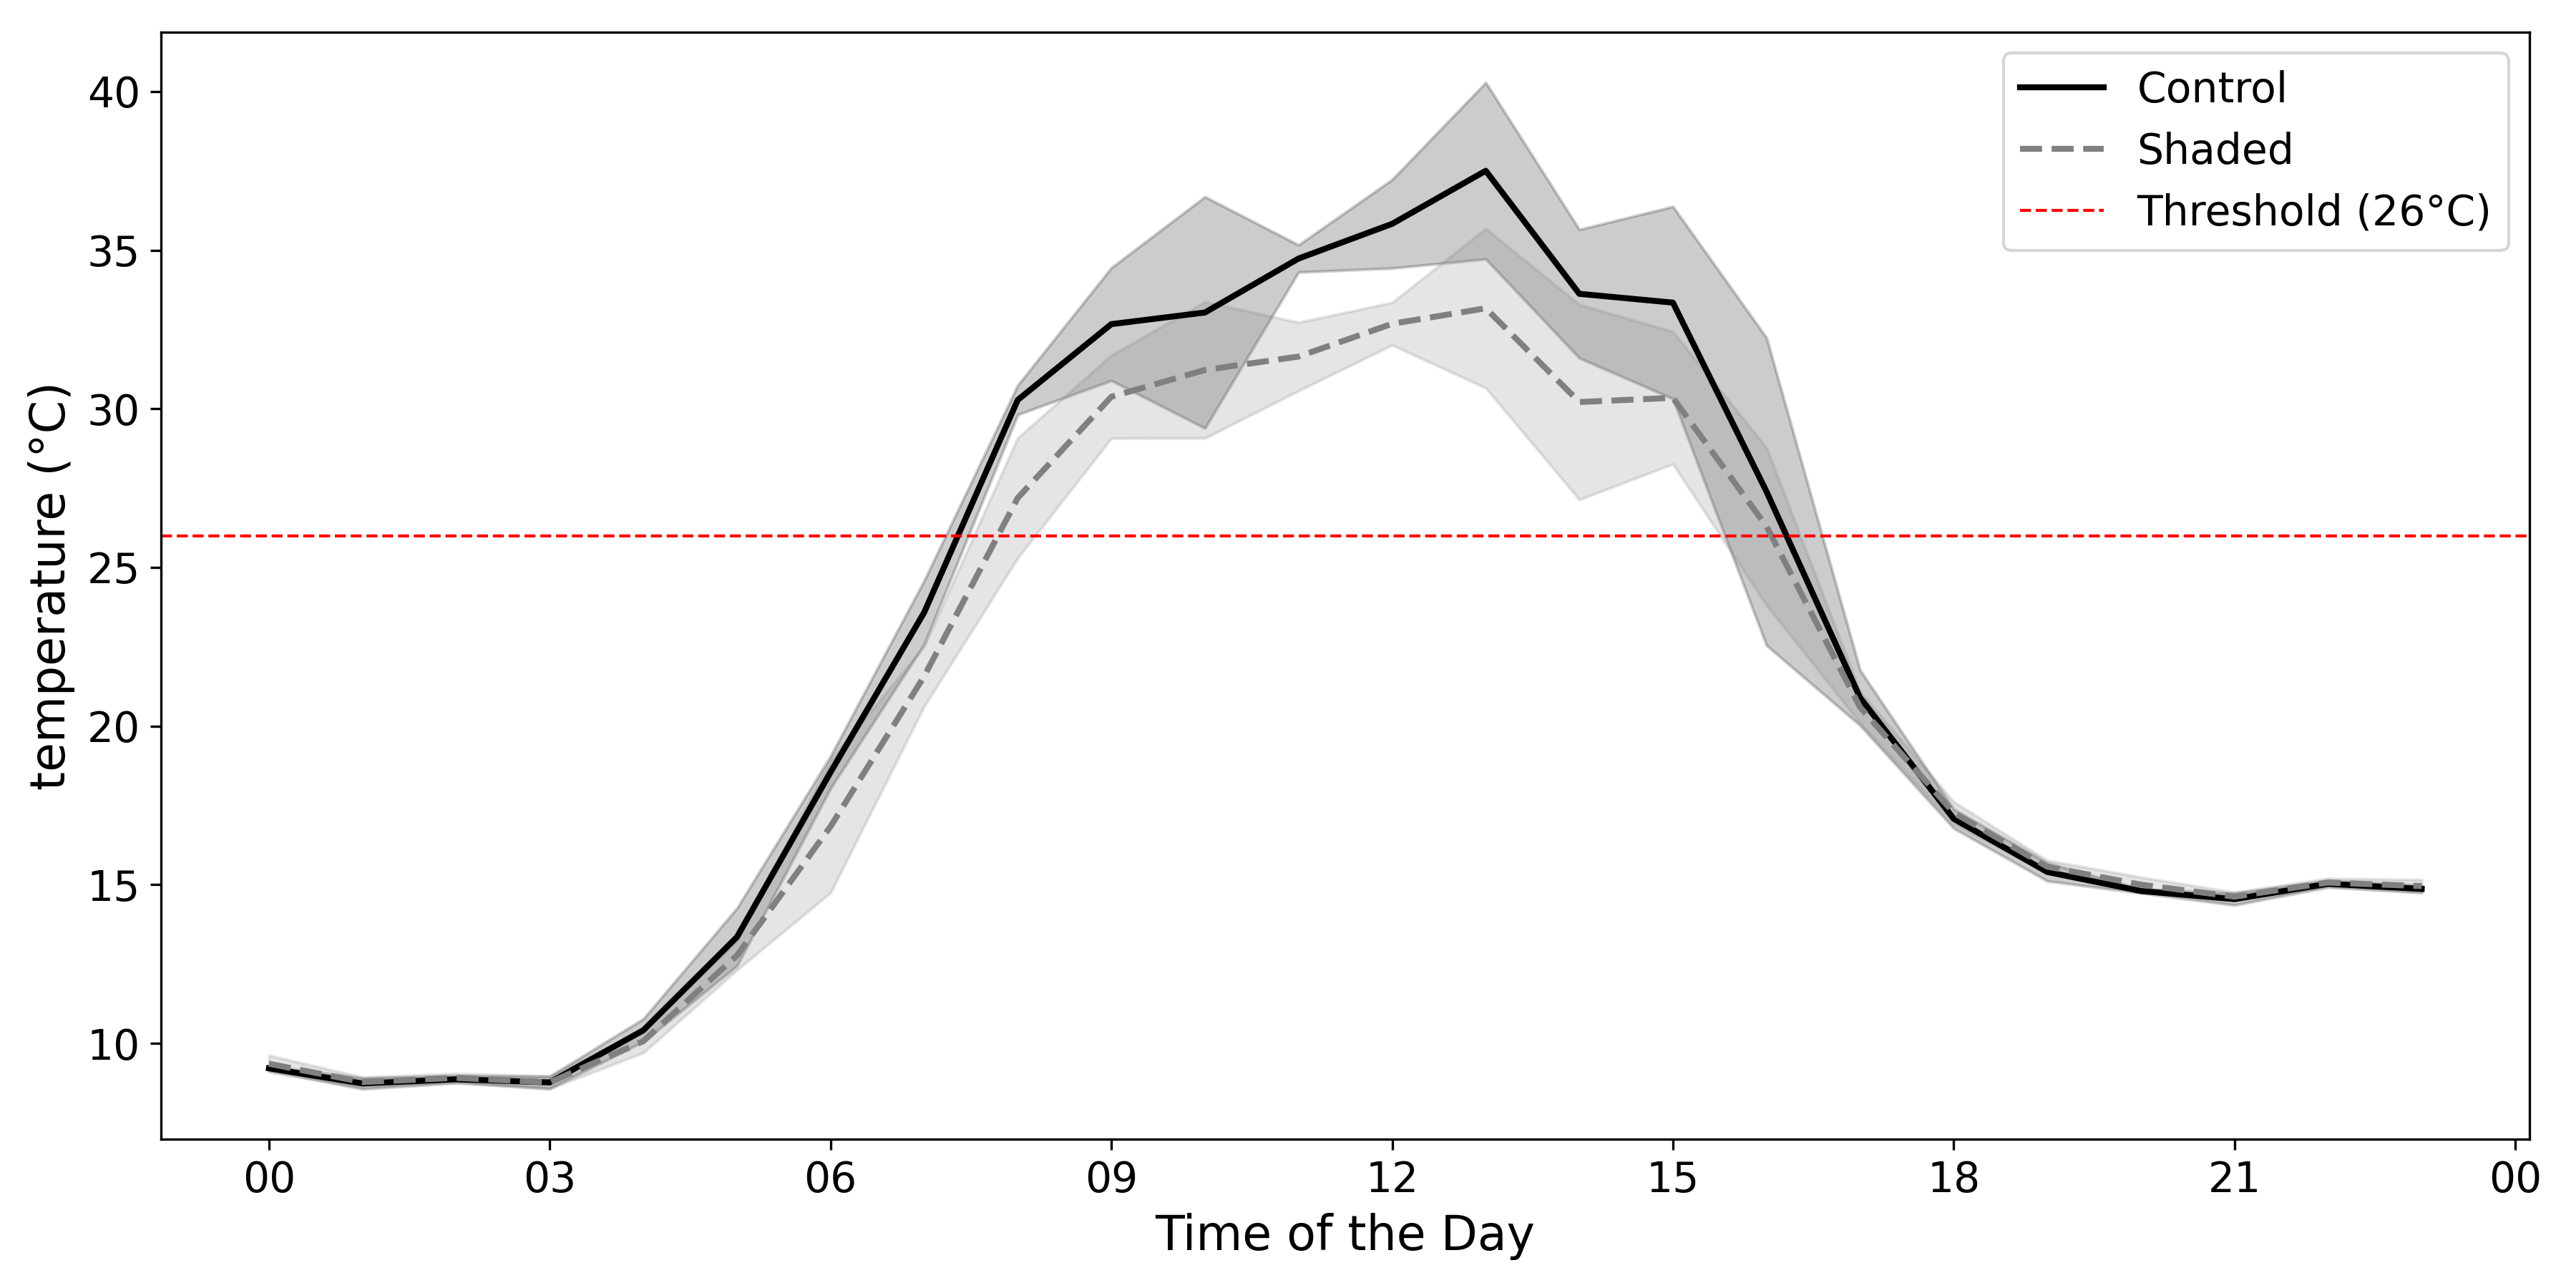 40
35
30
25
20
15
10
temperature (°C)
Control
Shaded
Threshold (26°C)
00 03 06 09 12 15 18 21 00
Time of the Day